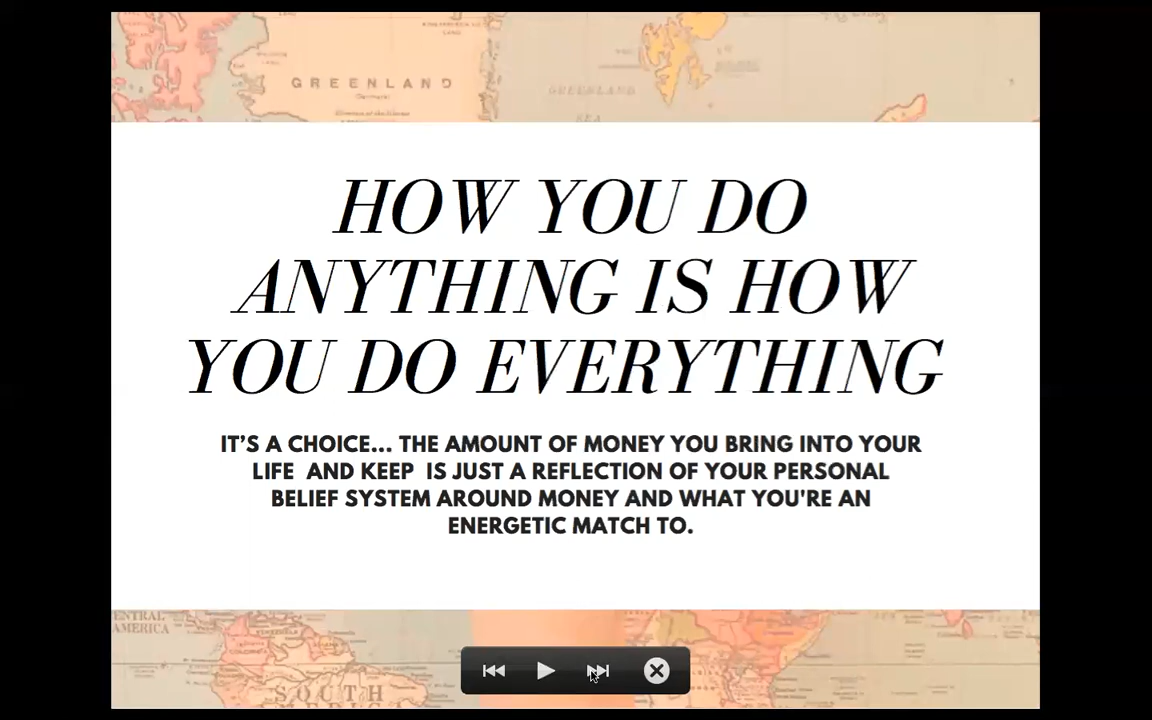 GREENLAND
GREENLAND
SEA
HOW YOU DO
ANYTHING IS HOW
YOU DO EVERYTHING
IT'S A CHOICE... THE AMOUNT OF MONEY YOU BRING INTO YOUR
LIFE AND KEEP IS JUST A REFLECTION OF YOUR PERSONAL
BELIEF SYSTEM AROUND MONEY AND WHAT YOU'RE AN
ENERGETIC MATCH TO.
CENTRAL
AMERICA
SOUTH